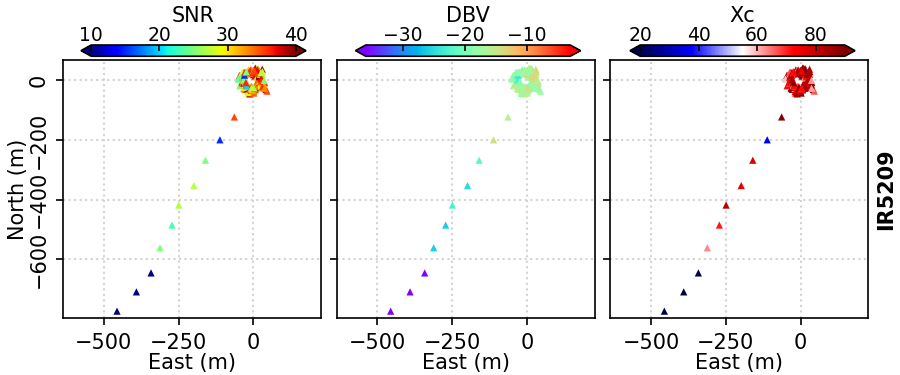 SNR DBV Xc
10 20 30 40 −30 −20 −10 20 40 60 80
North (m)
0
−200
−400
−600
IR5209
−500 −250 0 −500 −250 0 −500 −250 0
East (m) East (m) East (m)